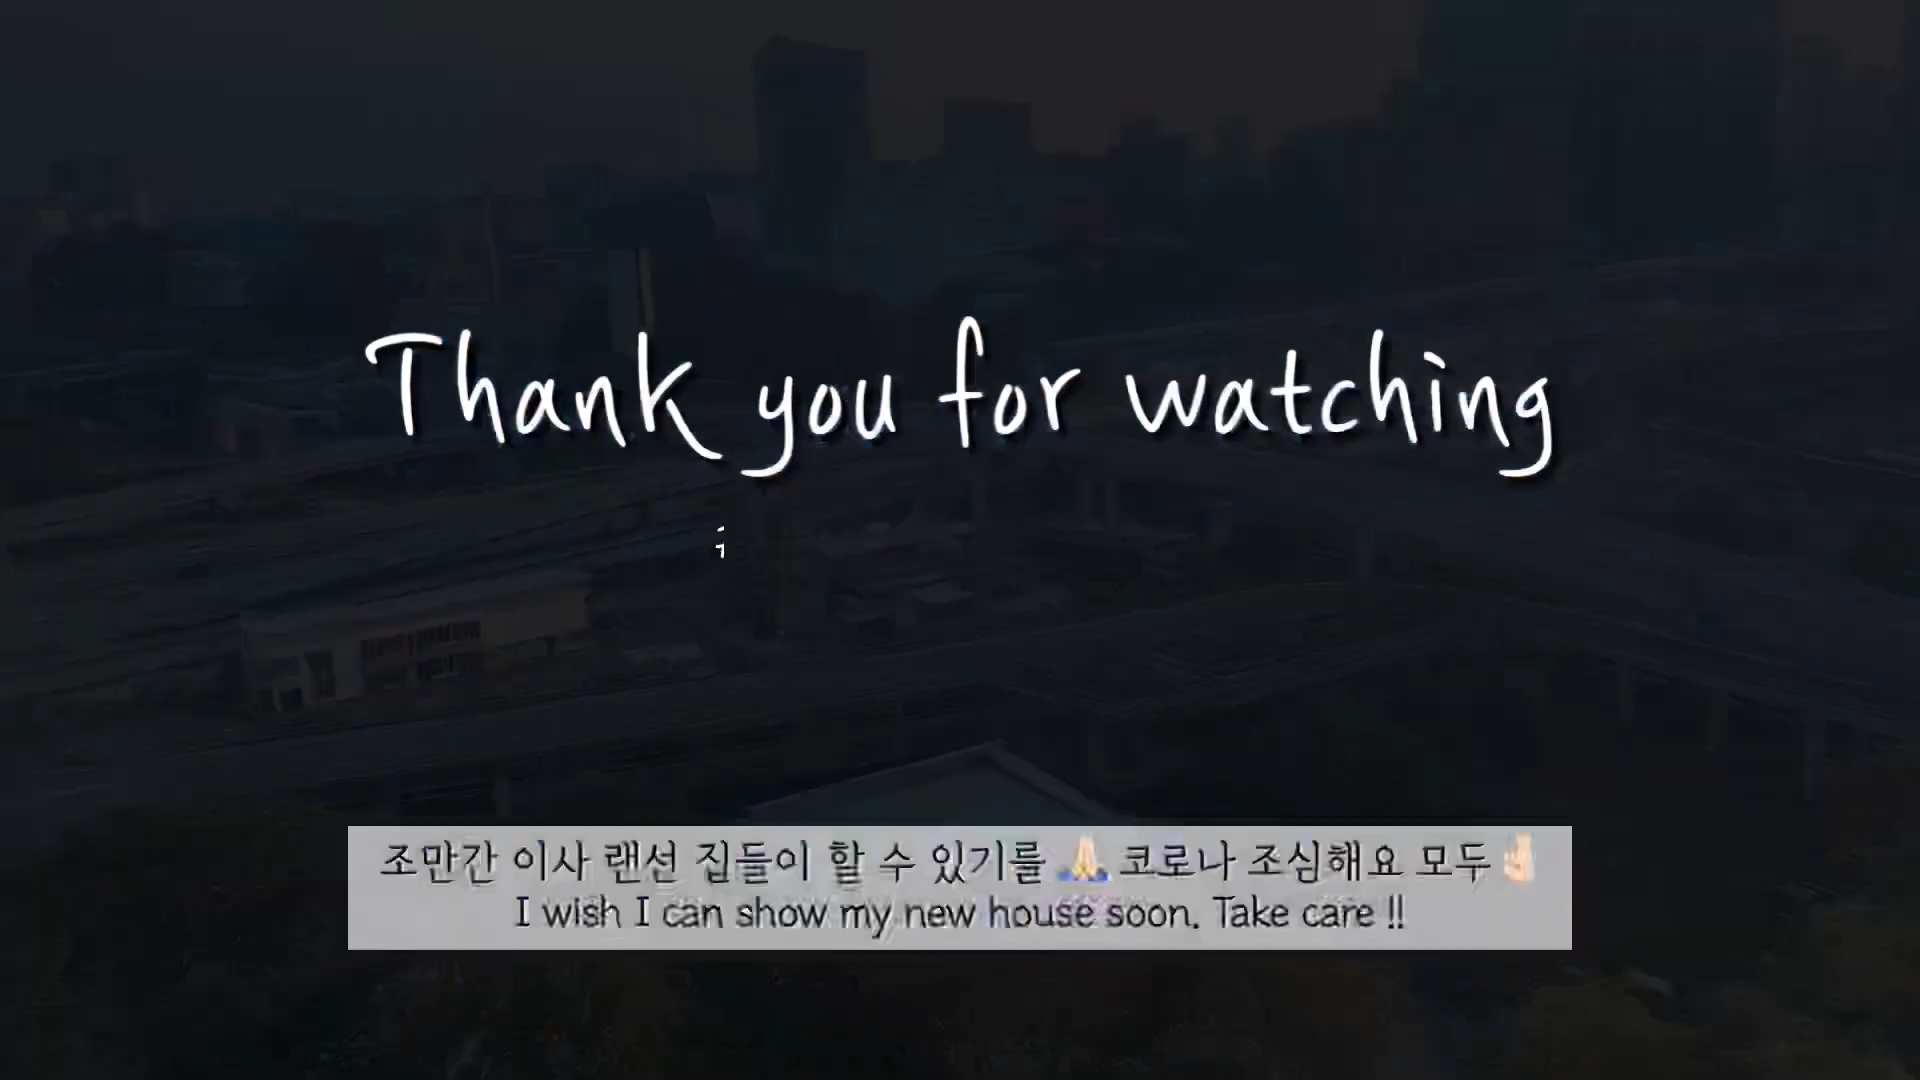 Thank you for watching
조만간 이사 랜선 집들이 할 수 있기를 🙏🏻 코로나 조심해요 모두✌🏻
I wish I can show my new house soon. Take care !!